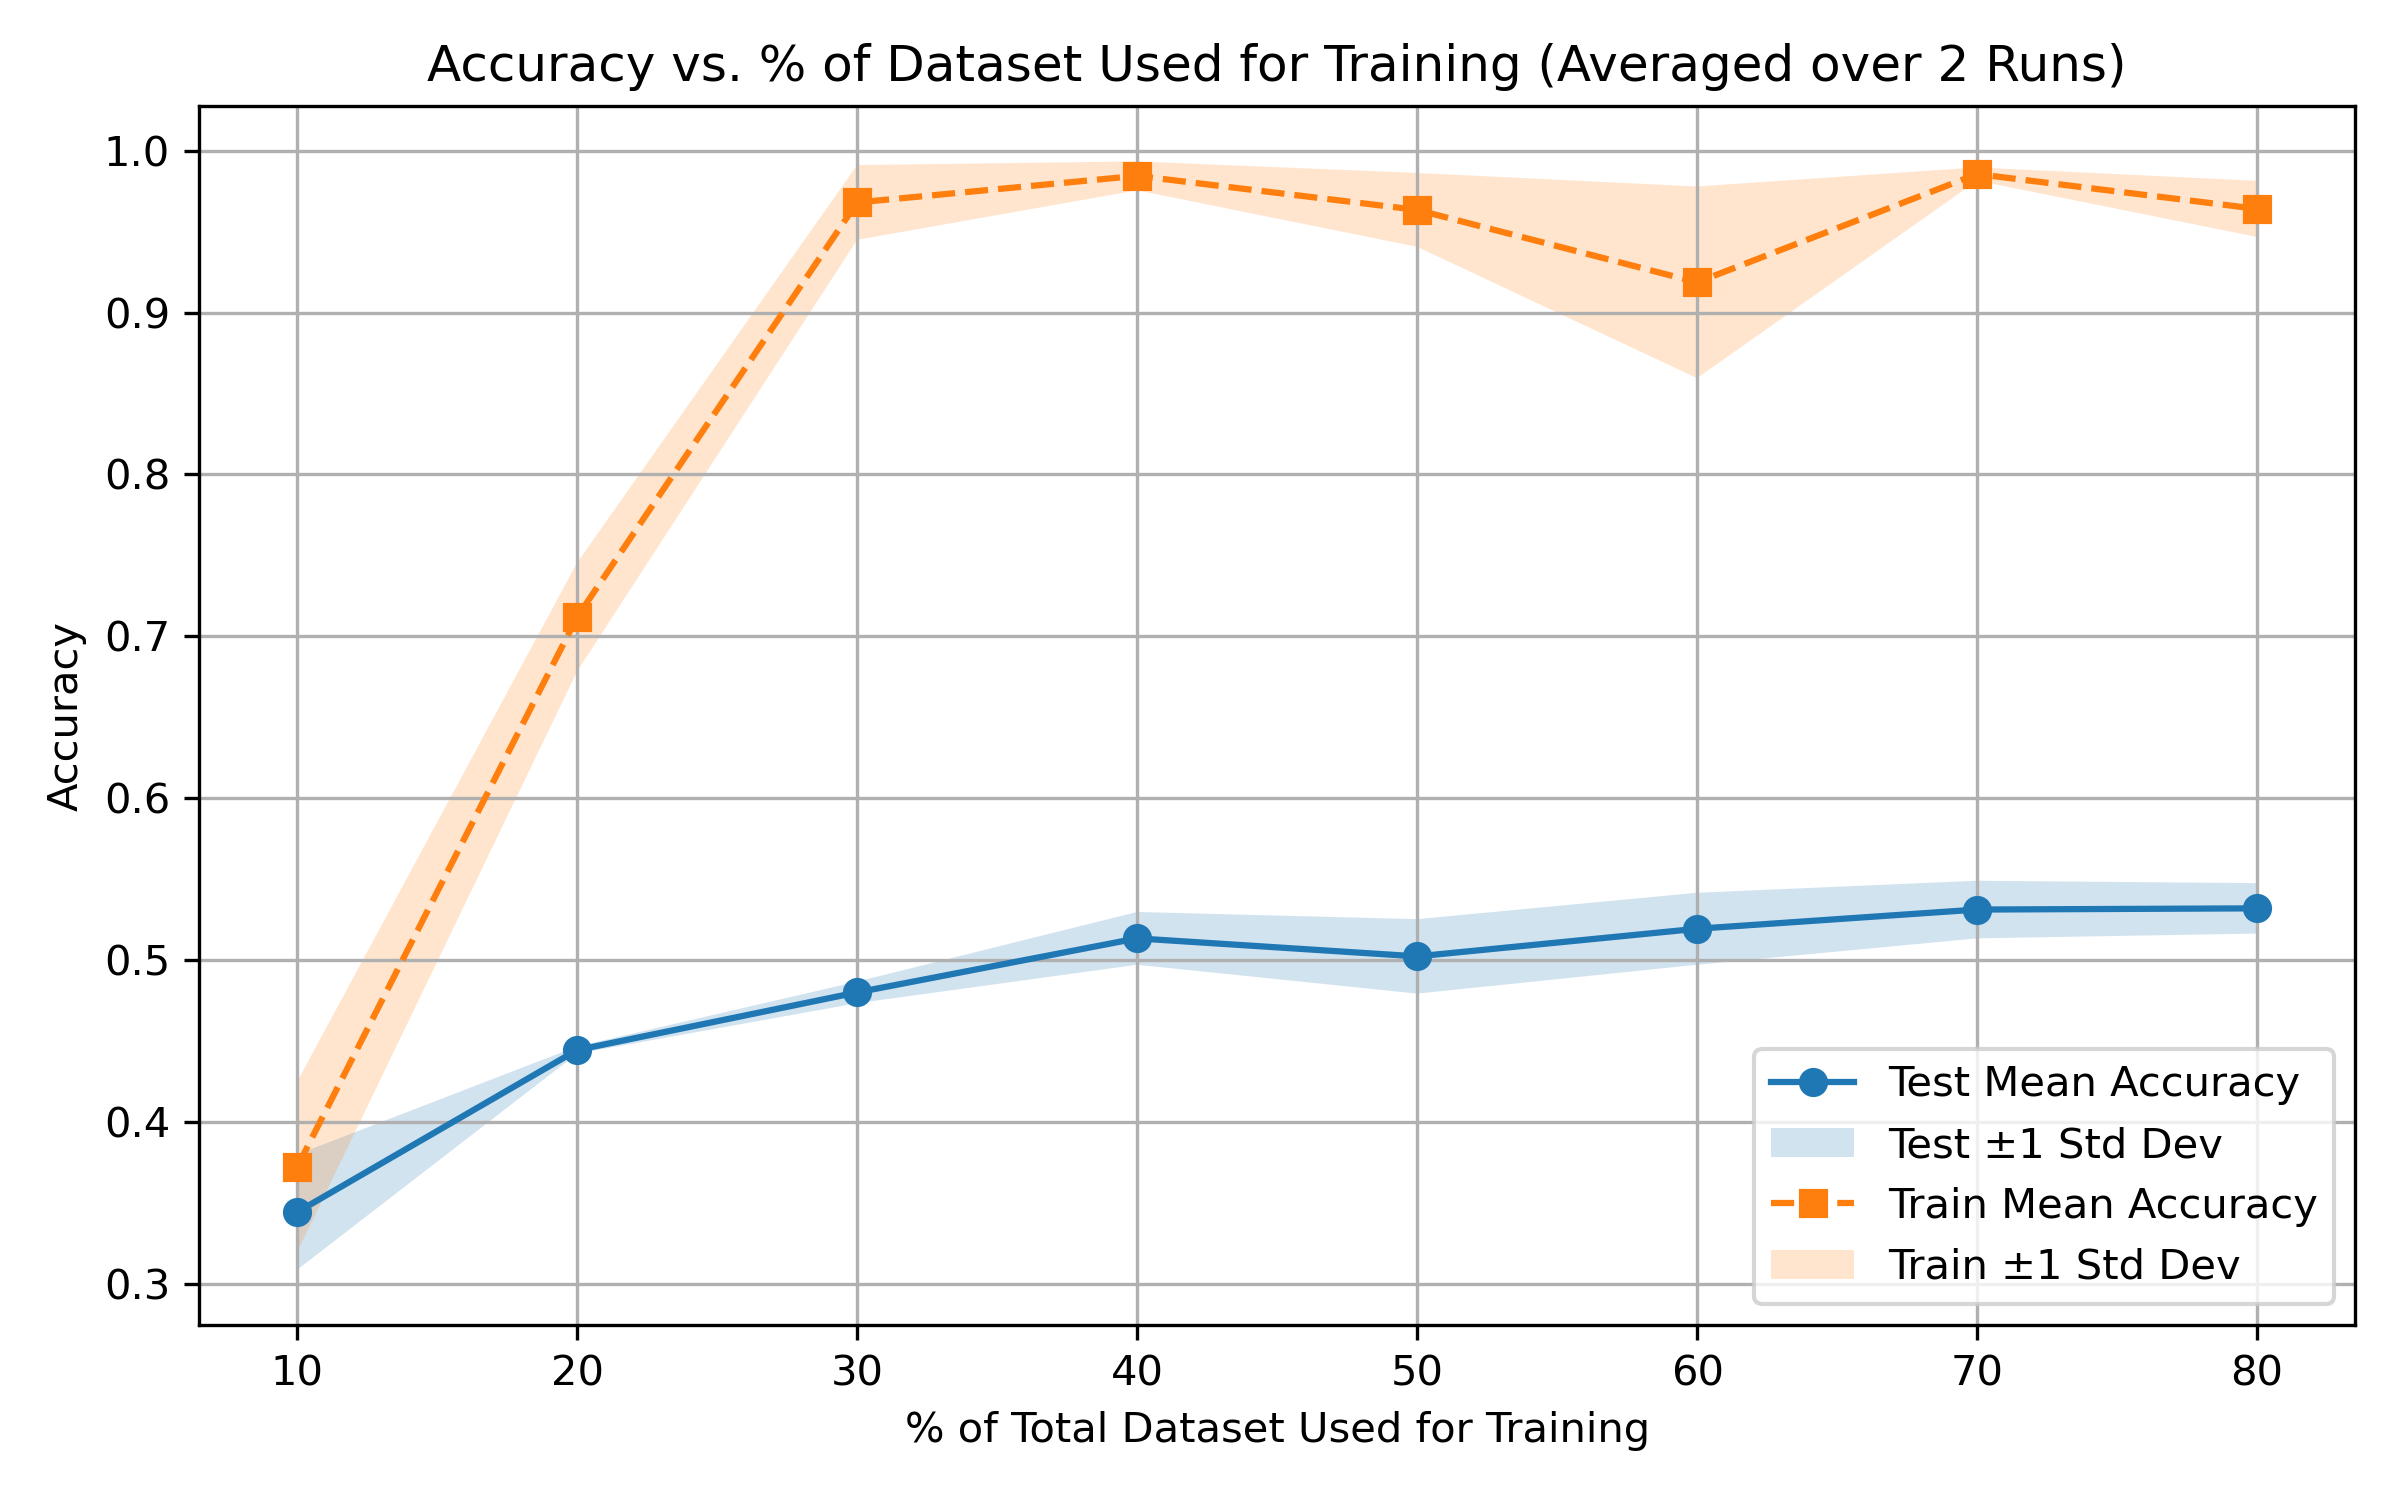 Accuracy vs. % of Dataset Used for Training (Averaged over 2 Runs)
1.0
0.9
0.8
0.7
0.6
0.5
0.4
0.3
Accuracy
Test Mean Accuracy
Test ±1 Std Dev
Train Mean Accuracy
Train ±1 Std Dev
10 20 30 40 50 60 70 80
% of Total Dataset Used for Training